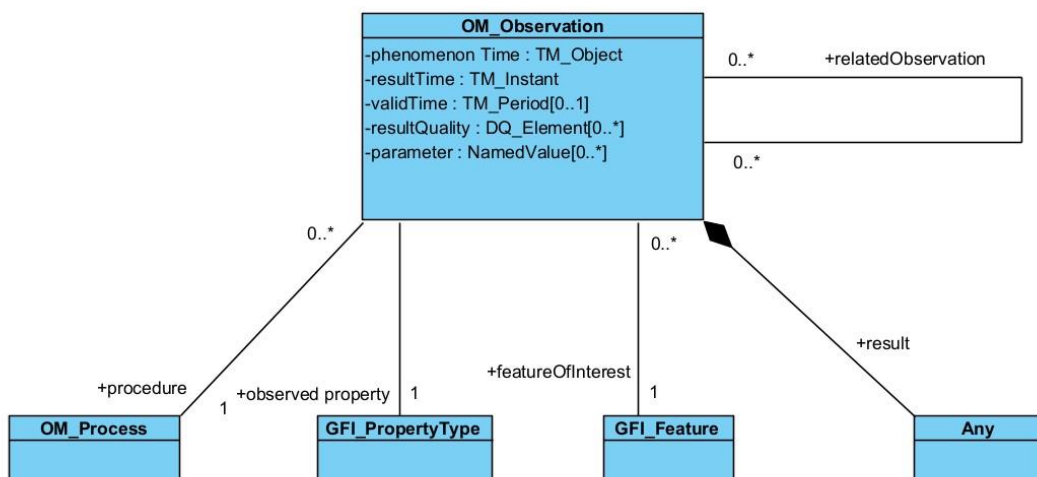 OM_Observation
-phenomenon Time : TM_Object
-resultTime : TM_Instant
-validTime : TM_Period[0..1]
-resultQuality : DQ_Element[0..*]
-parameter : NamedValue[0..*]
0..*
+relatedObservation
0..*
0..*
0..*
+result
+procedure
1
+observed property
1
+featureOfInterest
1
OM_Process
GFI_PropertyType
GFI_Feature
Any